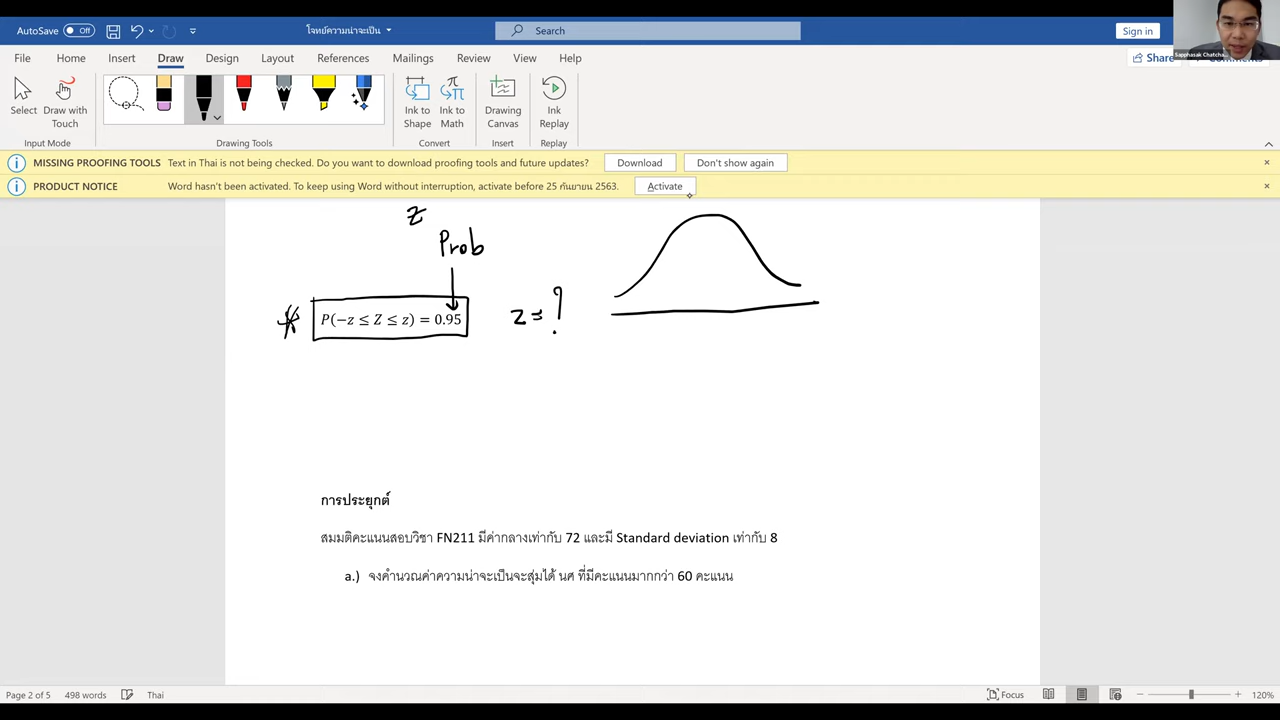 AutoSave Off
โจทย์ความน่าจะเป็น
Search
Sign in
File Home Insert Draw Design Layout References Mailings Review View Help
Share
Comments
Select
Draw with Touch
Ink to Shape
Ink to Math
Drawing Canvas
Ink Replay
Input Mode
Drawing Tools
Convert
Insert
Replay
MISSING PROOFING TOOLS Text in Thai is not being checked. Do you want to download proofing tools and future updates? Download Don't show again
PRODUCT NOTICE Word hasn't been activated. To keep using Word without interruption, activate before 25 กันยายน 2563. Activate
z
Prob
P(−z ≤ Z ≤ z) = 0.95
z = ?
การประยุกต์
สมมติคะแนนสอบวิชา FN211 มีค่ากลางเท่ากับ 72 และมี Standard deviation เท่ากับ 8
a.) จงคำนวณค่าความน่าจะเป็นจะสุ่มได้ นศ ที่มีคะแนนมากกว่า 60 คะแนน
Page 2 of 5 498 words Thai
Focus
120%